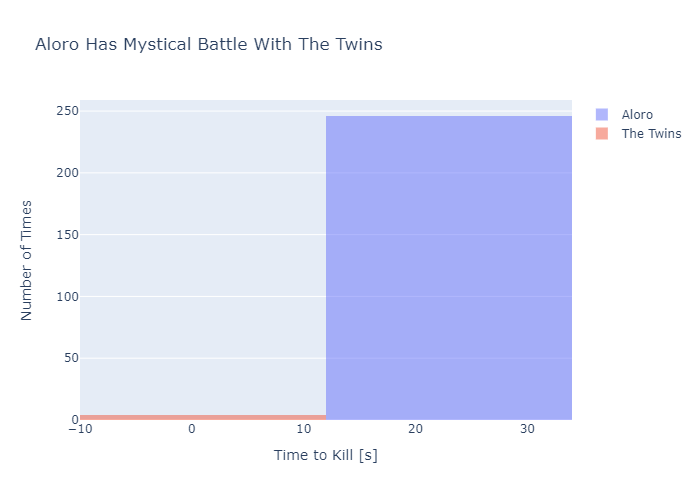 Aloro Has Mystical Battle With The Twins
Aloro
The Twins
Number of Times
250
200
150
100
50
0
−10
0
10
20
30
Time to Kill [s]